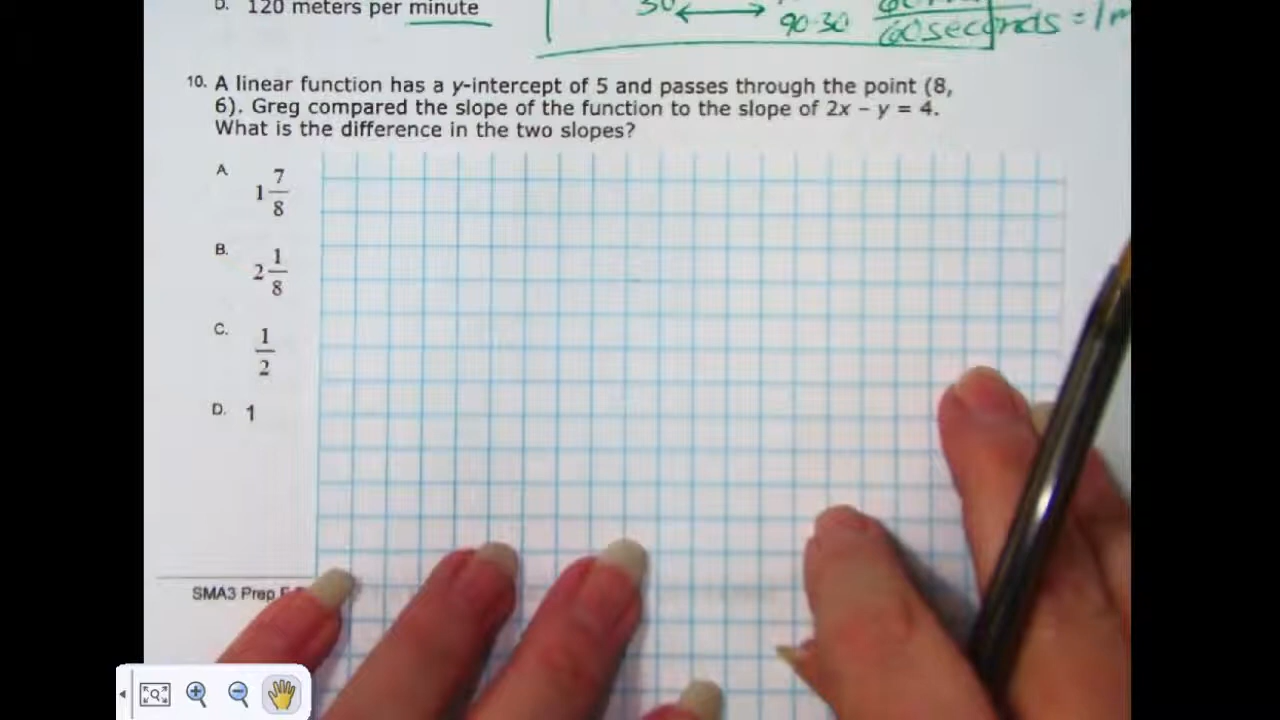 D. 120 meters per minute
30 ⟷ 90-30
60 seconds = 1
10. A linear function has a y-intercept of 5 and passes through the point (8,
6). Greg compared the slope of the function to the slope of 2x − y = 4.
What is the difference in the two slopes?
A. 1 7/8
B. 2 1/8
C. 1/2
D. 1
SMA3 Prep